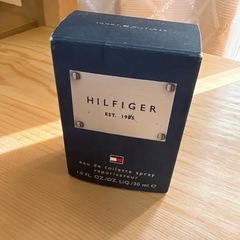 HILFIGER
EST. 1985
eau de toilette spray
vaporisateur
1.0 FL. OZ./OZ. LIQ./30 ml ℮